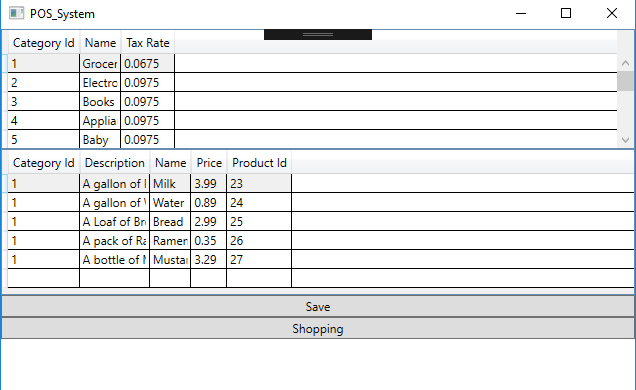 POS_System
Category Id Name Tax Rate
1 Grocer 0.0675
2 Electro 0.0975
3 Books 0.0975
4 Applia 0.0975
5 Baby 0.0975
Category Id Description Name Price Product Id
1 A gallon of Milk 3.99 23
1 A gallon of Water 0.89 24
1 A Loaf of Bre Bread 2.99 25
1 A pack of Ra Ramen 0.35 26
1 A bottle of Musta 3.29 27
Save
Shopping